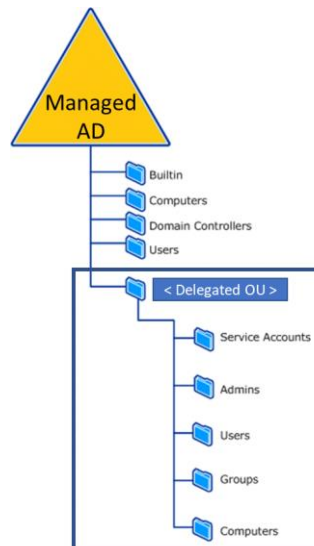 Managed
AD
Builtin
Computers
Domain Controllers
Users
< Delegated OU >
Service Accounts
Admins
Users
Groups
Computers